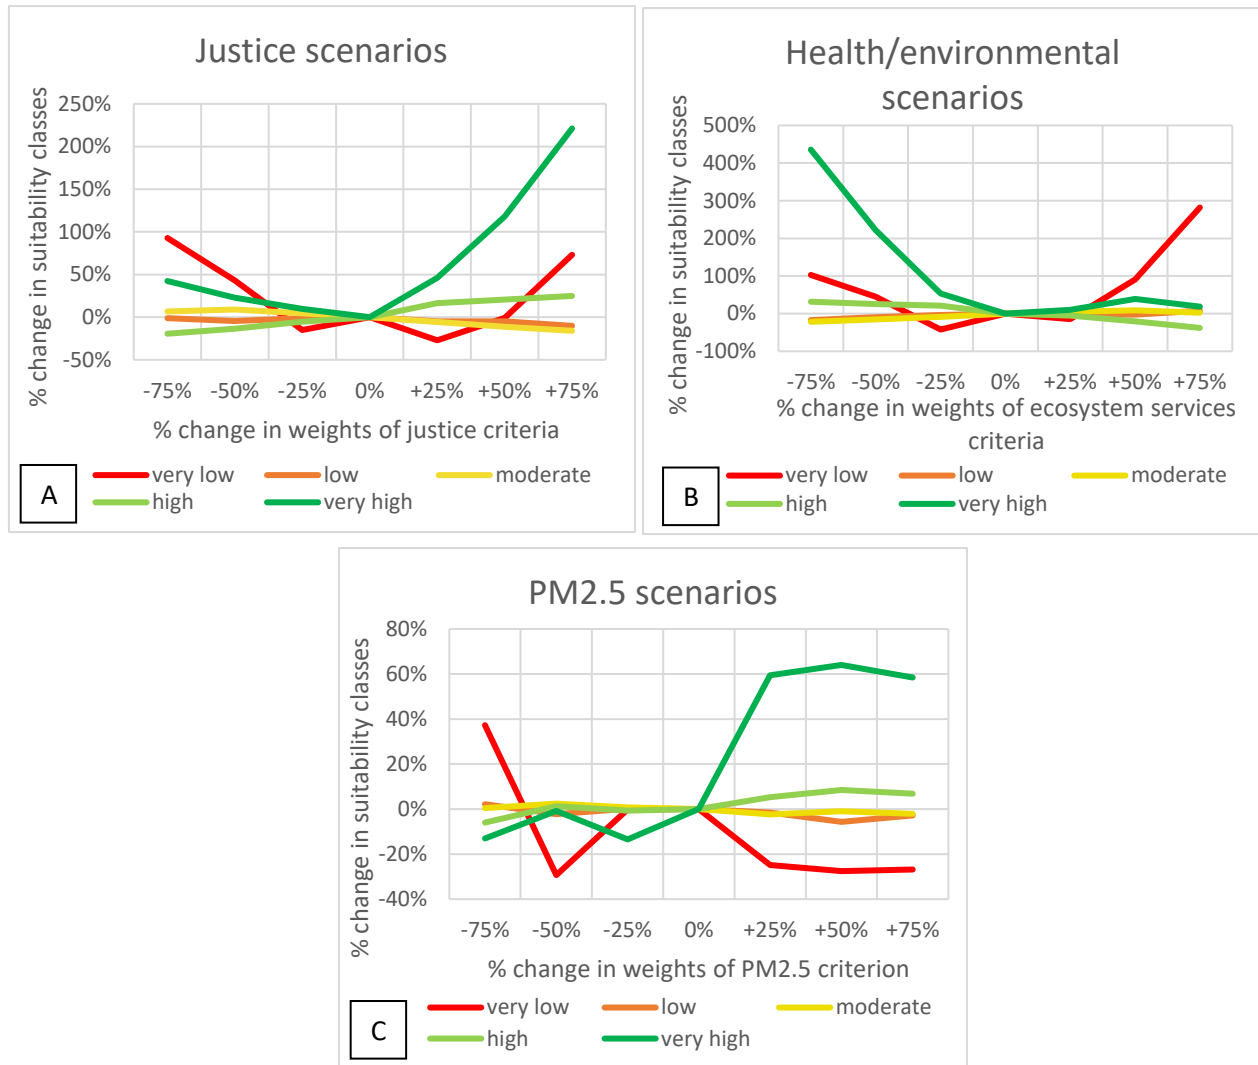 Justice scenarios
% change in suitability classes
250%
200%
150%
100%
50%
0%
-50%
-75% -50% -25% 0% +25% +50% +75%
% change in weights of justice criteria
very low low moderate
high very high
A
Health/environmental
scenarios
% change in suitability classes
500%
400%
300%
200%
100%
0%
-100%
-75% -50% -25% 0% +25% +50% +75%
% change in weights of ecosystem services
criteria
very low low moderate
high very high
B
PM2.5 scenarios
% change in suitability classes
80%
60%
40%
20%
0%
-20%
-40%
-75% -50% -25% 0% +25% +50% +75%
% change in weights of PM2.5 criterion
very low low moderate
high very high
C